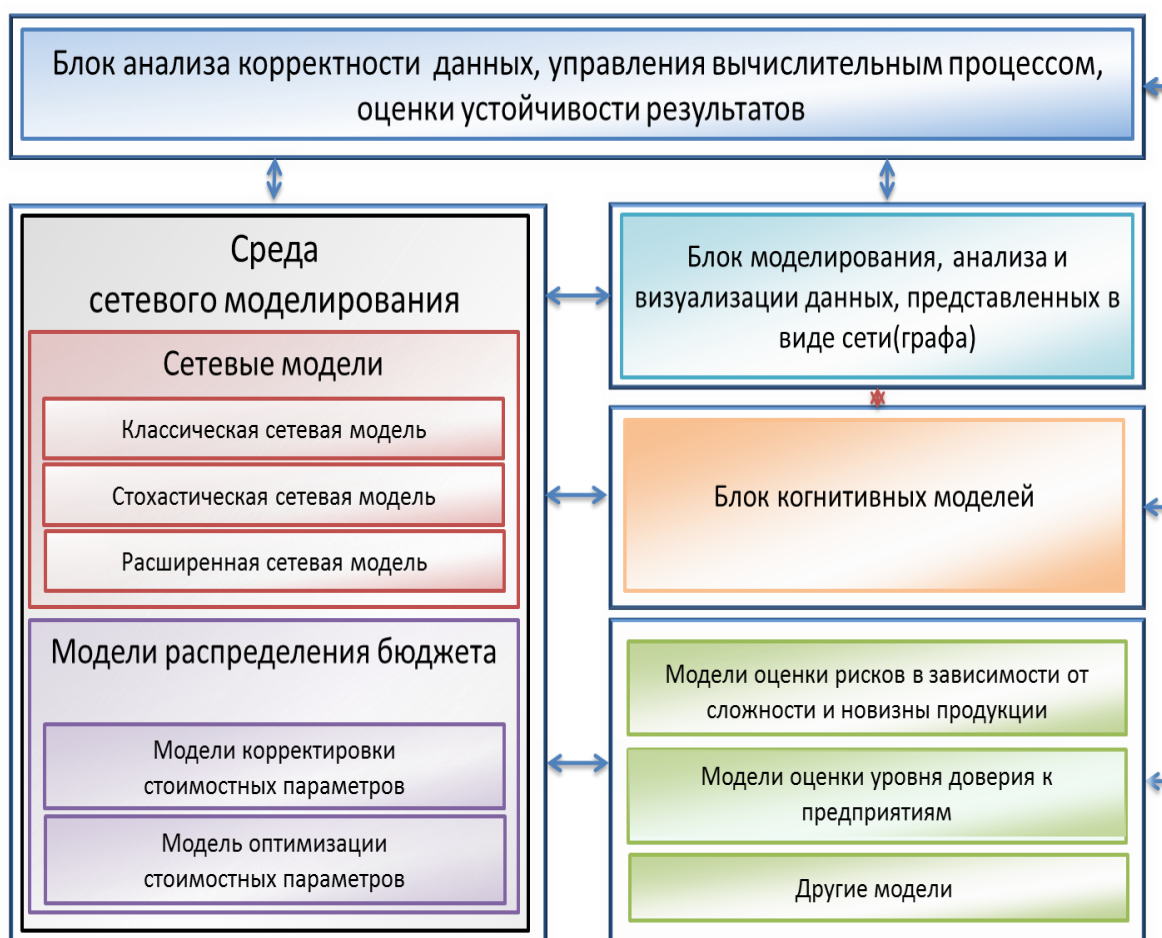 Блок анализа корректности данных, управления вычислительным процессом,
оценки устойчивости результатов
Среда
сетевого моделирования
Сетевые модели
Классическая сетевая модель
Стохастическая сетевая модель
Расширенная сетевая модель
Модели распределения бюджета
Модели корректировки
стоимостных параметров
Модель оптимизации
стоимостных параметров
Блок моделирования, анализа и
визуализации данных, представленных в
виде сети(графа)
Блок когнитивных моделей
Модели оценки рисков в зависимости от
сложности и новизны продукции
Модели оценки уровня доверия к
предприятиям
Другие модели